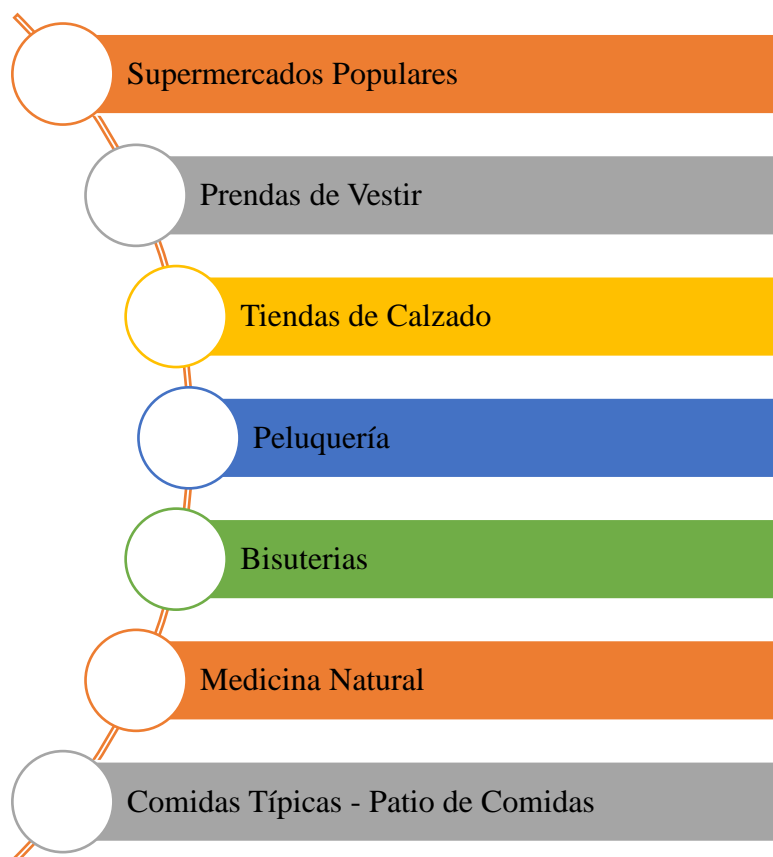 Supermercados Populares
Prendas de Vestir
Tiendas de Calzado
Peluquería
Bisuterias
Medicina Natural
Comidas Típicas - Patio de Comidas